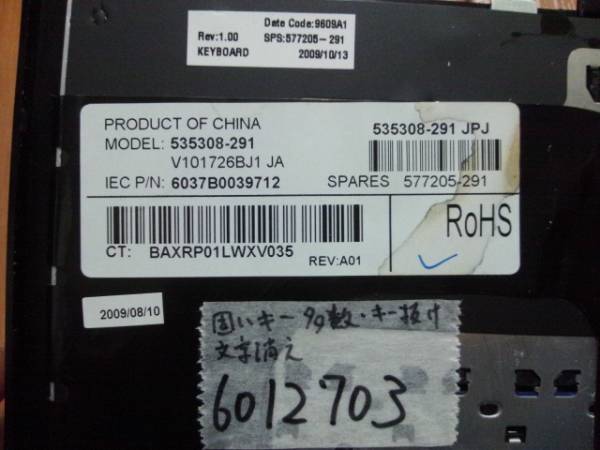 Date Code:9609A1
Rev:1.00 SPS:577205-291
KEYBOARD 2009/10/13
PRODUCT OF CHINA 535308-291 JPJ
MODEL: 535308-291
V101726BJ1 JA
IEC P/N: 6037B0039712 SPARES 577205-291
RoHS
CT: BAXRP01LWXV035
REV:A01
2009/08/10
固いキー 多数・キー抜け
文字消え
6012703